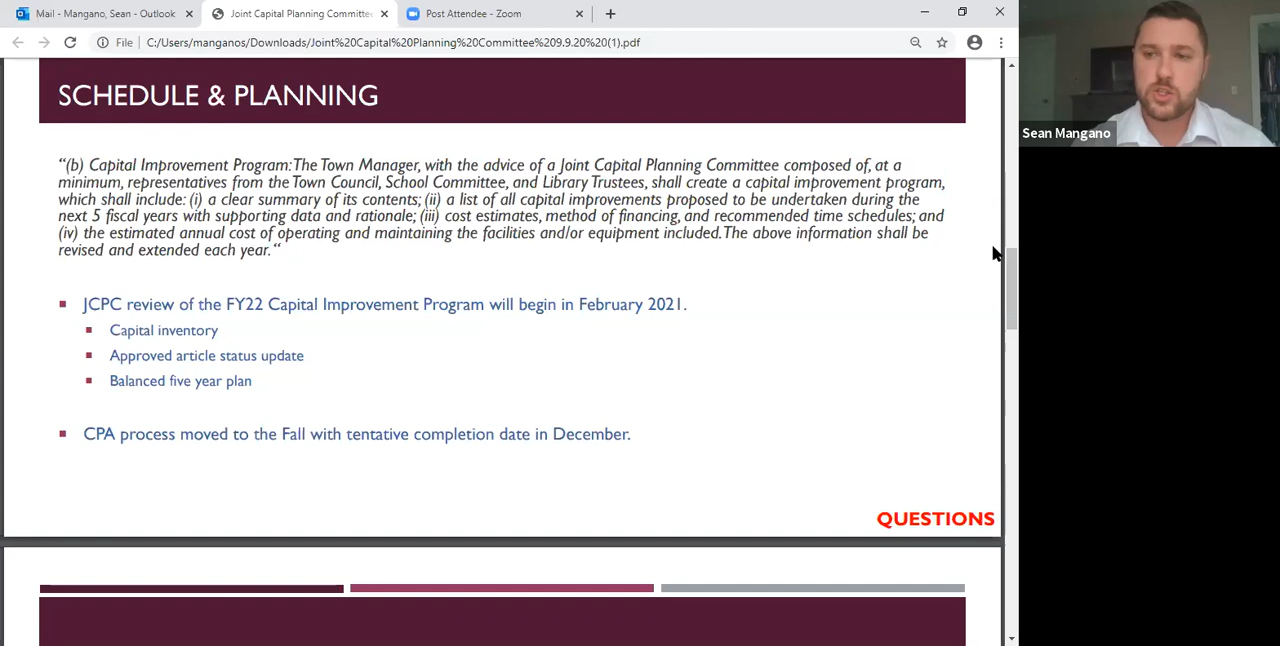 Mail - Mangano, Sean - Outlook
Joint Capital Planning Committe
Post Attendee - Zoom
File
C:/Users/manganos/Downloads/Joint%20Capital%20Planning%20Committee%209.9.20%20(1).pdf
Sean Mangano
SCHEDULE & PLANNING
“(b) Capital Improvement Program: The Town Manager, with the advice of a Joint Capital Planning Committee composed of, at a
minimum, representatives from the Town Council, School Committee, and Library Trustees, shall create a capital improvement program,
which shall include: (i) a clear summary of its contents; (ii) a list of all capital improvements proposed to be undertaken during the
next 5 fiscal years with supporting data and rationale; (iii) cost estimates, method of financing, and recommended time schedules; and
(iv) the estimated annual cost of operating and maintaining the facilities and/or equipment included. The above information shall be
revised and extended each year. “
JCPC review of the FY22 Capital Improvement Program will begin in February 2021.
Capital inventory
Approved article status update
Balanced five year plan
CPA process moved to the Fall with tentative completion date in December.
QUESTIONS